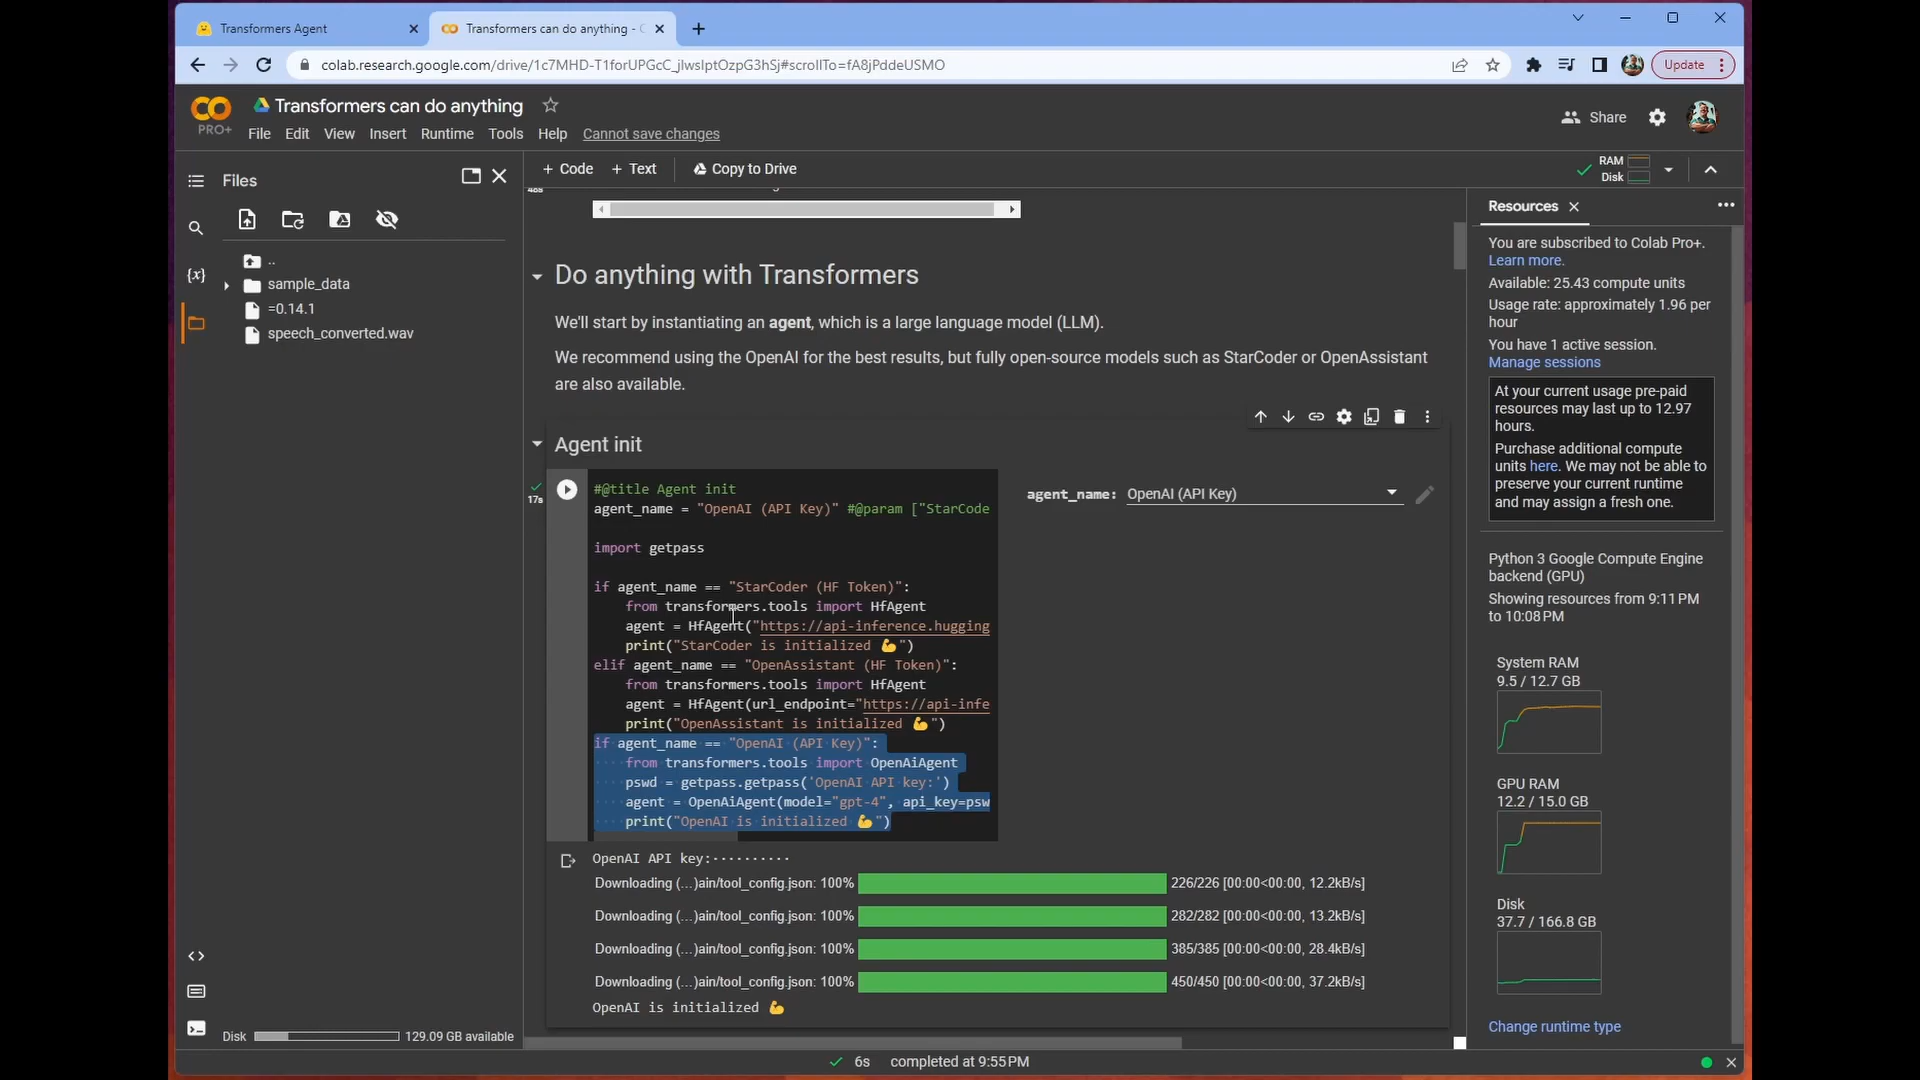 Transformers Agent
Transformers can do anything - C
colab.research.google.com/drive/1c7MHD-T1forUPGcC_jIwsIptOzpG3hSj#scrollTo=fA8jPddeUSMO
Update
CO
PRO+
Transformers can do anything
File Edit View Insert Runtime Tools Help Cannot save changes
Share
Files
+ Code + Text Copy to Drive
RAM
Disk
..
sample_data
=0.14.1
speech_converted.wav
48s
Do anything with Transformers
We'll start by instantiating an agent, which is a large language model (LLM).
We recommend using the OpenAI for the best results, but fully open-source models such as StarCoder or OpenAssistant
are also available.
Agent init
17s
#@title Agent init
agent_name = "OpenAI (API Key)" #@param ["StarCode
import getpass
if agent_name == "StarCoder (HF Token)":
from transformers.tools import HfAgent
agent = HfAgent("https://api-inference.hugging
print("StarCoder is initialized 💪")
elif agent_name == "OpenAssistant (HF Token)":
from transformers.tools import HfAgent
agent = HfAgent(url_endpoint="https://api-infe
print("OpenAssistant is initialized 💪")
if agent_name == "OpenAI (API Key)":
from transformers.tools import OpenAiAgent
pswd = getpass.getpass('OpenAI API key:')
agent = OpenAiAgent(model="gpt-4", api_key=psw
print("OpenAI is initialized 💪")
agent_name: OpenAI (API Key)
OpenAI API key:··········
Downloading (…)ain/tool_config.json: 100% 226/226 [00:00<00:00, 12.2kB/s]
Downloading (…)ain/tool_config.json: 100% 282/282 [00:00<00:00, 13.2kB/s]
Downloading (…)ain/tool_config.json: 100% 385/385 [00:00<00:00, 28.4kB/s]
Downloading (…)ain/tool_config.json: 100% 450/450 [00:00<00:00, 37.2kB/s]
OpenAI is initialized 💪
Resources
You are subscribed to Colab Pro+.
Learn more.
Available: 25.43 compute units
Usage rate: approximately 1.96 per
hour
You have 1 active session.
Manage sessions
At your current usage pre-paid
resources may last up to 12.97
hours.
Purchase additional compute
units here. We may not be able to
preserve your current runtime
and may assign a fresh one.
Python 3 Google Compute Engine
backend (GPU)
Showing resources from 9:11 PM
to 10:08 PM
System RAM
9.5 / 12.7 GB
GPU RAM
12.2 / 15.0 GB
Disk
37.7 / 166.8 GB
Change runtime type
Disk 129.09 GB available
6s completed at 9:55 PM